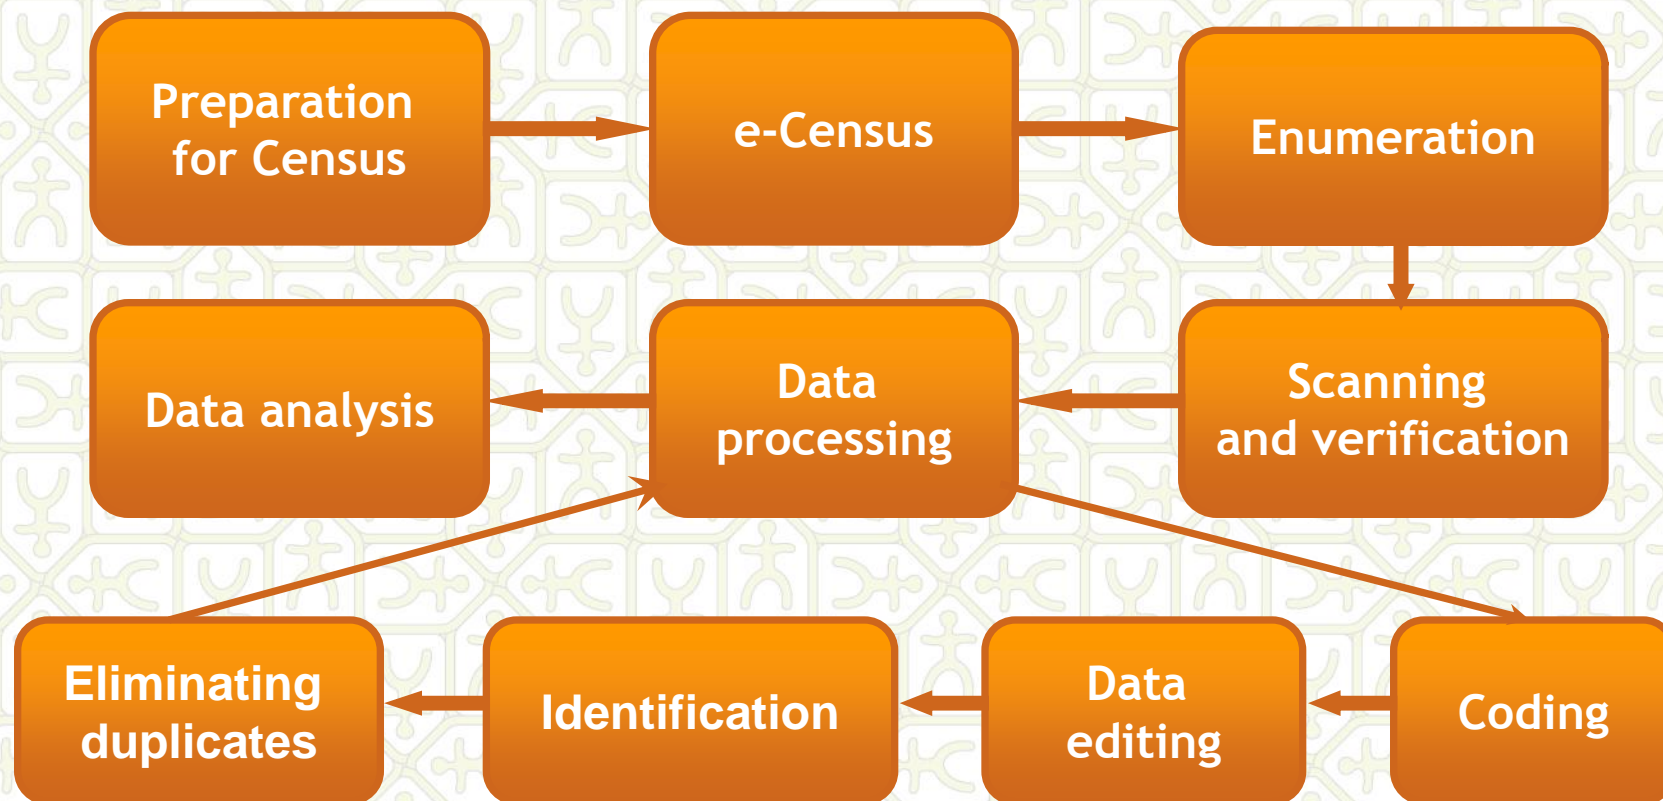 Preparation
for Census
e-Census
Enumeration
Data analysis
Data
processing
Scanning
and verification
Eliminating
duplicates
Identification
Data
editing
Coding